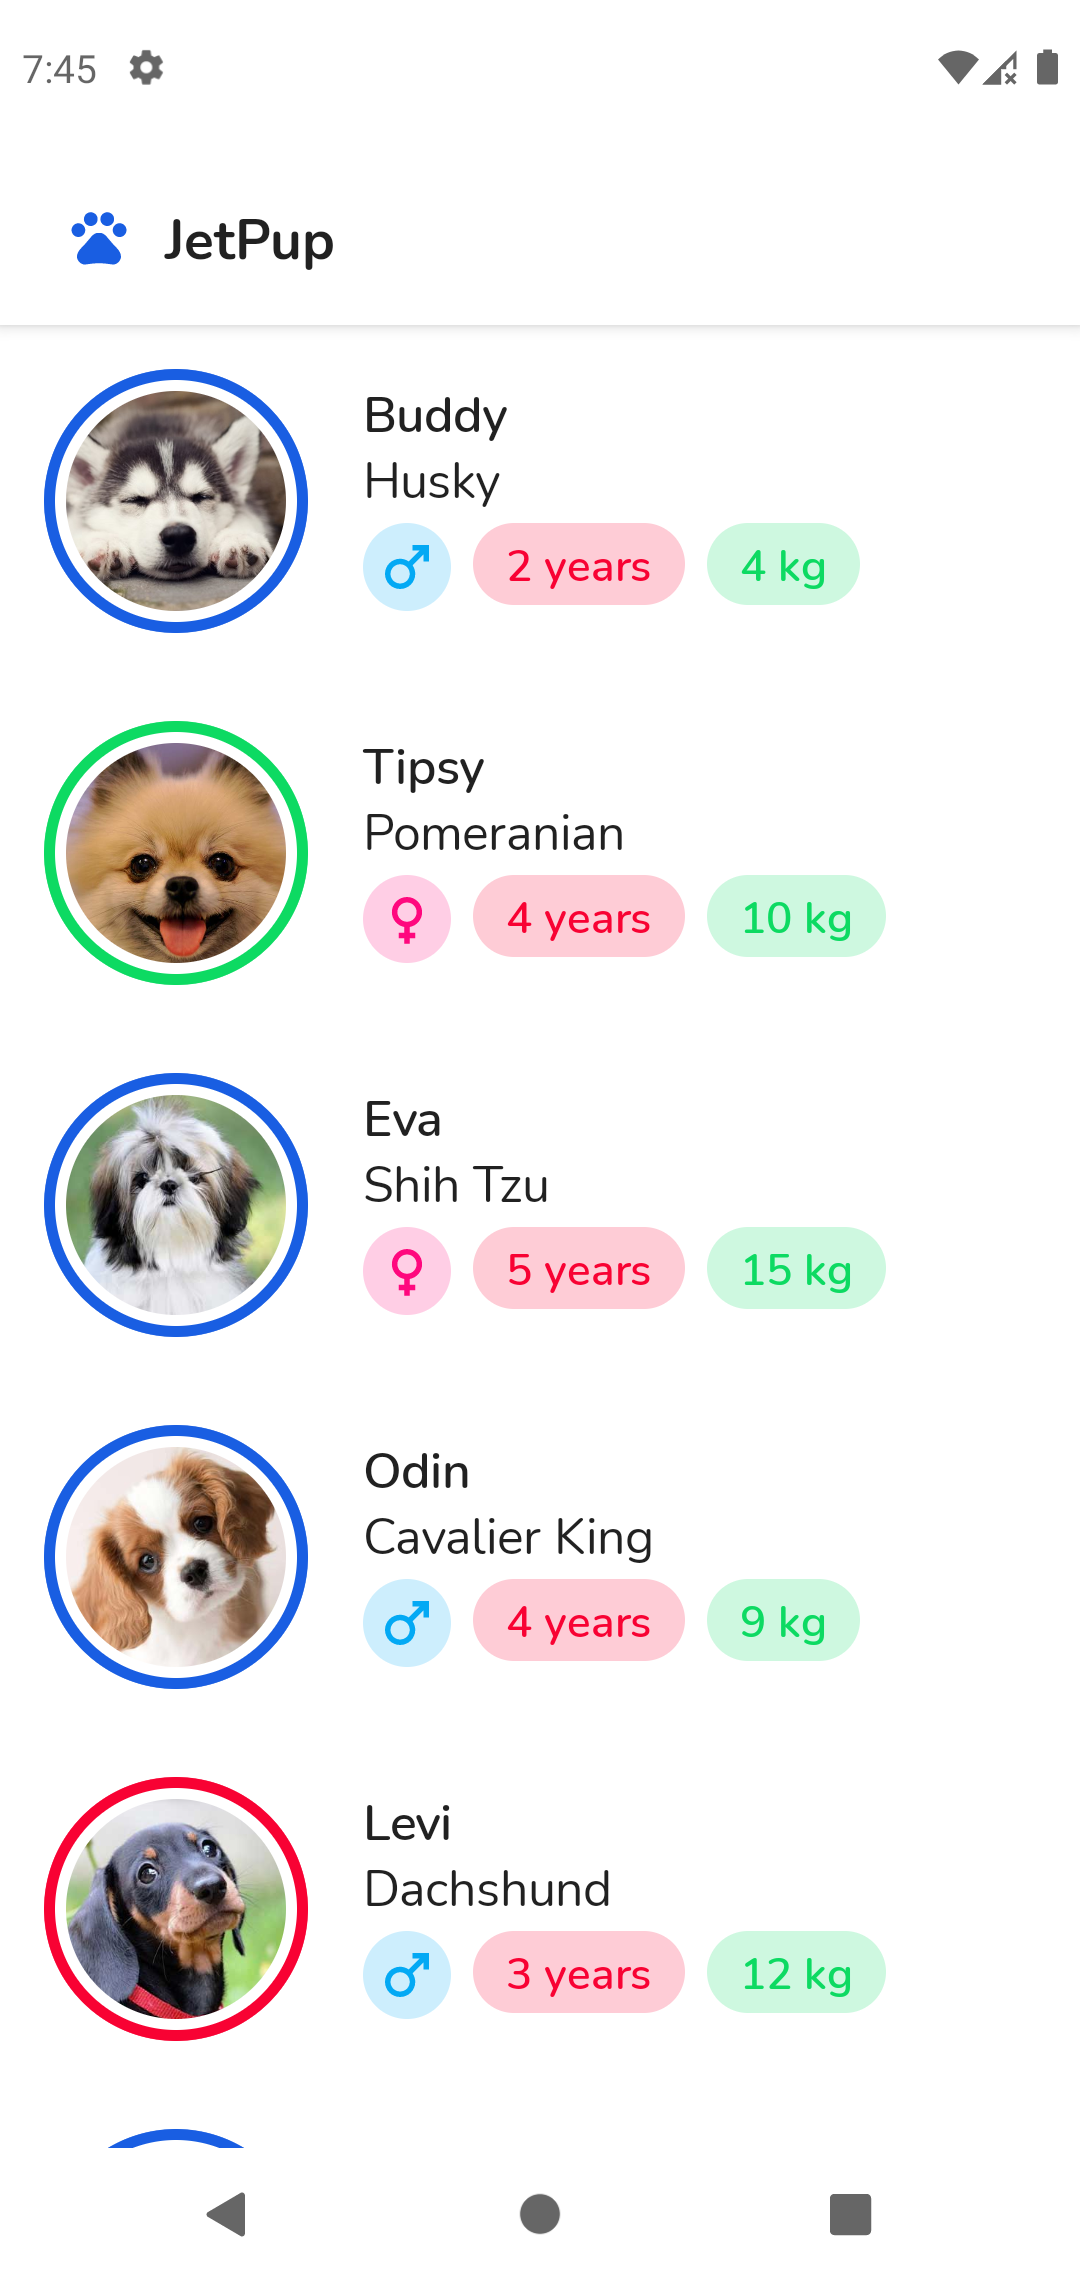 7:45
JetPup
Buddy
Husky
2 years
4 kg
Tipsy
Pomeranian
4 years
10 kg
Eva
Shih Tzu
5 years
15 kg
Odin
Cavalier King
4 years
9 kg
Levi
Dachshund
3 years
12 kg